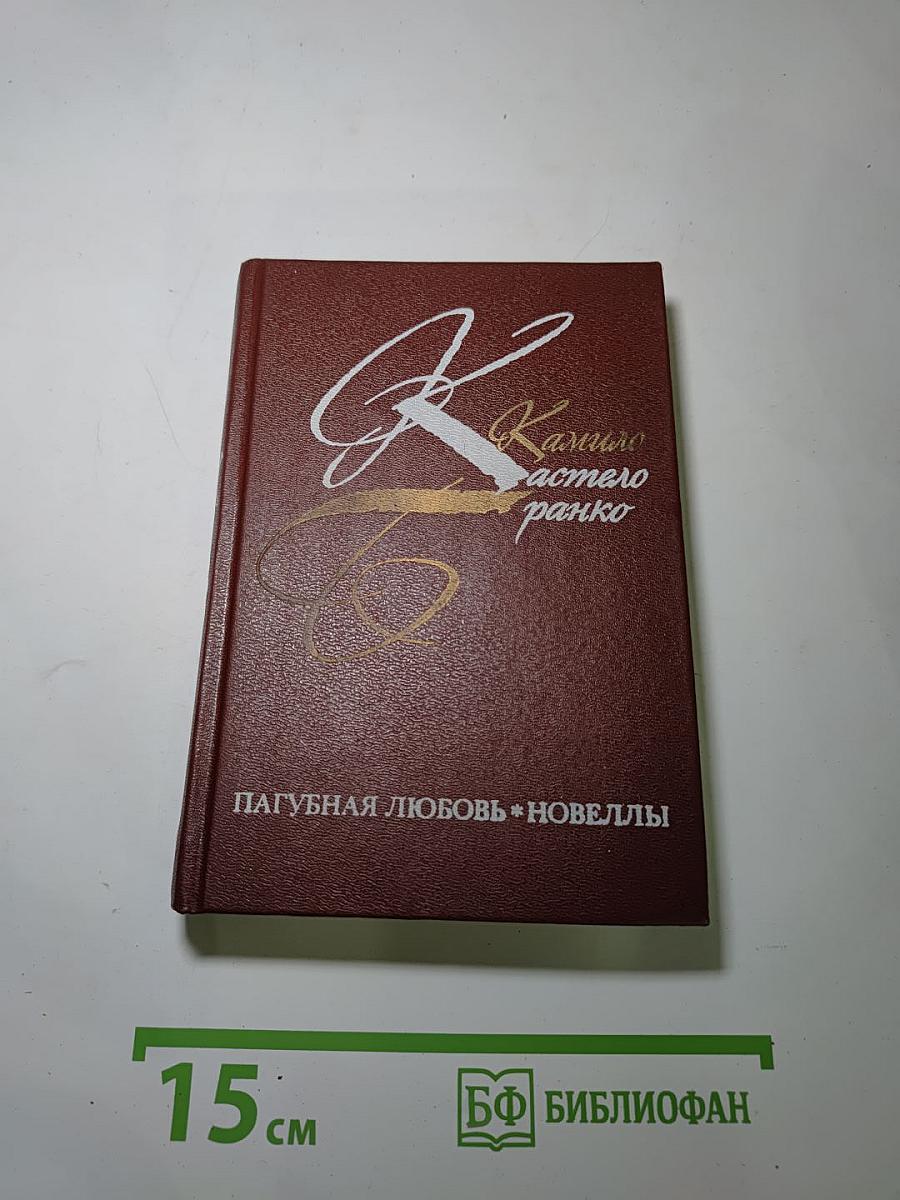 Камило
Кастело
Бранко
ПАГУБНАЯ ЛЮБОВЬ*НОВЕЛЛЫ
15 см
БФ БИБЛИОФАН